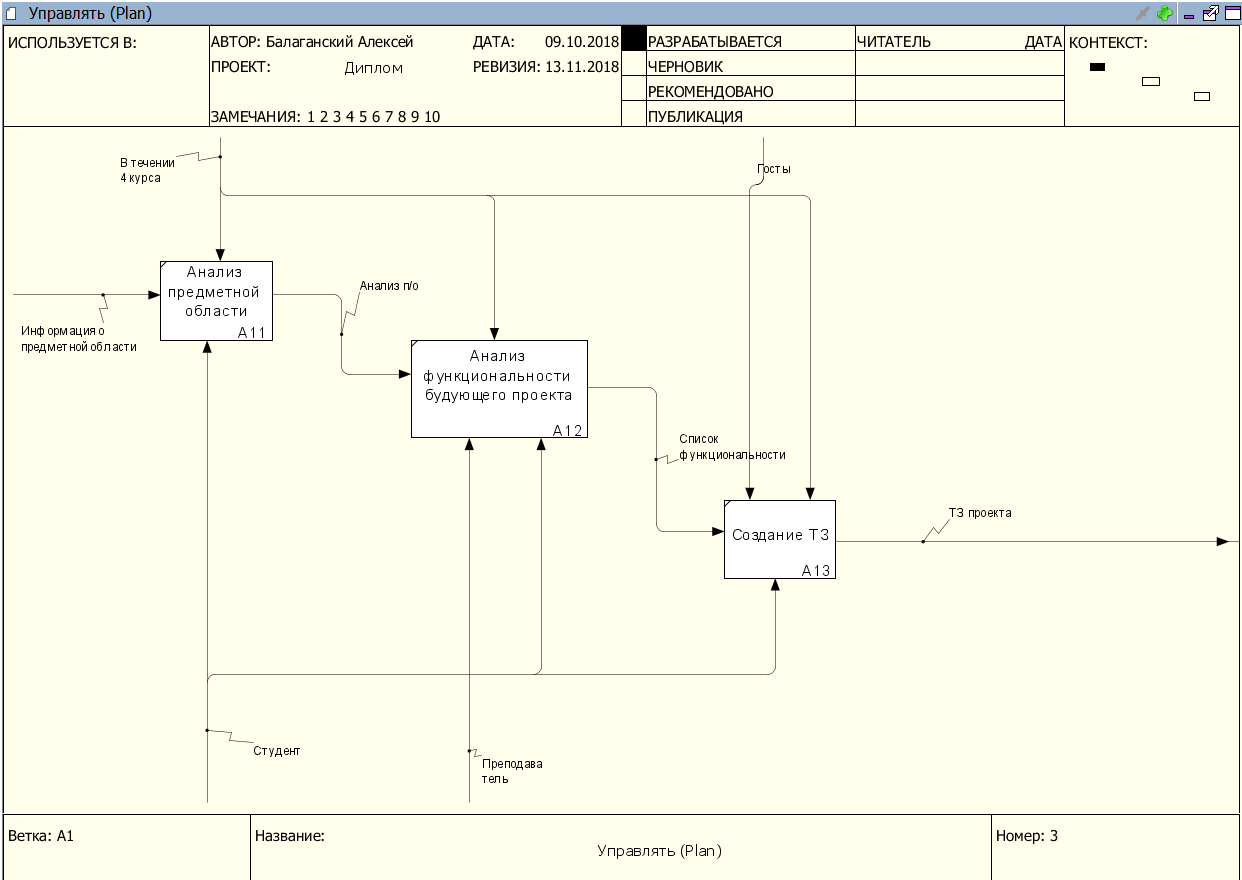 Управлять (Plan)
ИСПОЛЬЗУЕТСЯ В:
АВТОР: Балаганский Алексей
ДАТА: 09.10.2018
ПРОЕКТ: Диплом
РЕВИЗИЯ: 13.11.2018
ЗАМЕЧАНИЯ: 1 2 3 4 5 6 7 8 9 10
РАЗРАБАТЫВАЕТСЯ
ЧЕРНОВИК
РЕКОМЕНДОВАНО
ПУБЛИКАЦИЯ
ЧИТАТЕЛЬ
ДАТА
КОНТЕКСТ:
В течении
4 курса
Госты
Анализ
предметной
области
A11
Анализ п/о
Информация о
предметной области
Анализ
функциональности
будующего проекта
A12
Список
функциональности
ТЗ проекта
Создание ТЗ
A13
Студент
Преподава
тель
Ветка: A1
Название:
Управлять (Plan)
Номер: 3